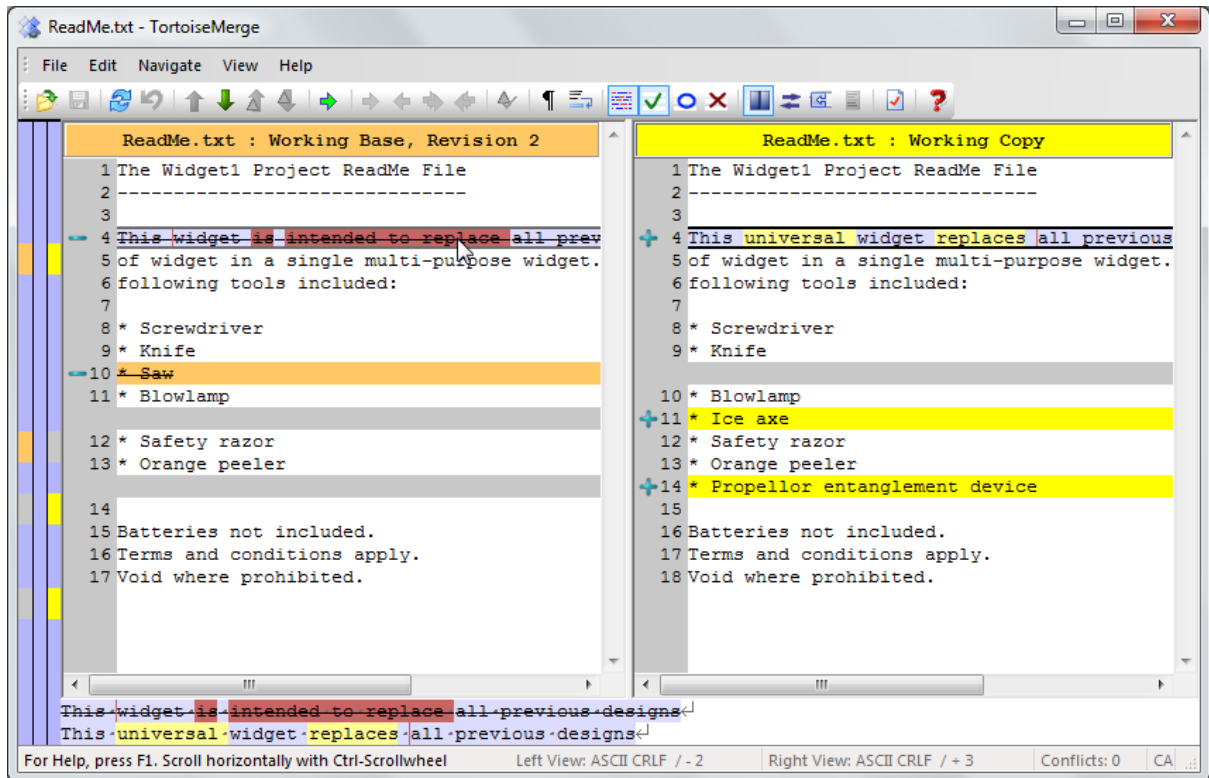 ReadMe.txt - TortoiseMerge
File Edit Navigate View Help
ReadMe.txt : Working Base, Revision 2
1 The Widget1 Project ReadMe File
2 -------------------------------
3
4 This widget is intended to replace all prev
5 of widget in a single multi-purpose widget.
6 following tools included:
7
8 * Screwdriver
9 * Knife
10 * Saw
11 * Blowlamp
12 * Safety razor
13 * Orange peeler
14
15 Batteries not included.
16 Terms and conditions apply.
17 Void where prohibited.
ReadMe.txt : Working Copy
1 The Widget1 Project ReadMe File
2 -------------------------------
3
4 This universal widget replaces all previous
5 of widget in a single multi-purpose widget.
6 following tools included:
7
8 * Screwdriver
9 * Knife
10 * Blowlamp
11 * Ice axe
12 * Safety razor
13 * Orange peeler
14 * Propellor entanglement device
15
16 Batteries not included.
17 Terms and conditions apply.
18 Void where prohibited.
This·widget·is·intended·to·replace·all·previous·designs↵
This·universal·widget·replaces·all·previous·designs↵
For Help, press F1. Scroll horizontally with Ctrl-Scrollwheel Left View: ASCII CRLF / - 2 Right View: ASCII CRLF / + 3 Conflicts: 0 CA